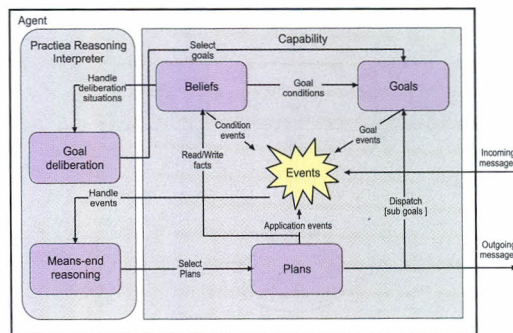 Agent
Practiea Reasoning
Interpreter
Capability
Select
goals
Handle
deliberation
situations
Beliefs
Goal
conditions
Goals
Goal deliberation
Condition
events
Goal
events
Read/Write
facts
Events
Incoming
message
Handle
events
Dispatch
[sub goals ]
Application events
Means-end
reasoning
Select
Plans
Plans
Outgoing
message